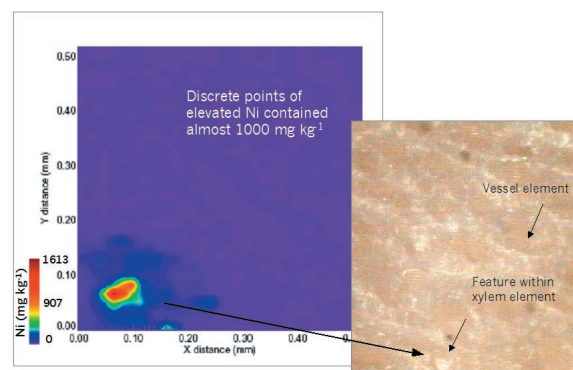 0.50
Discrete points of
elevated Ni contained
almost 1000 mg kg-1
0.40
Y distance (mm)
0.30
0.20
0.10
0.00
Ni (mg kg-1)
1613
907
0
0.00 0.10 0.20 0.30 0.40
X distance (mm)
Vessel element
Feature within
xylem element